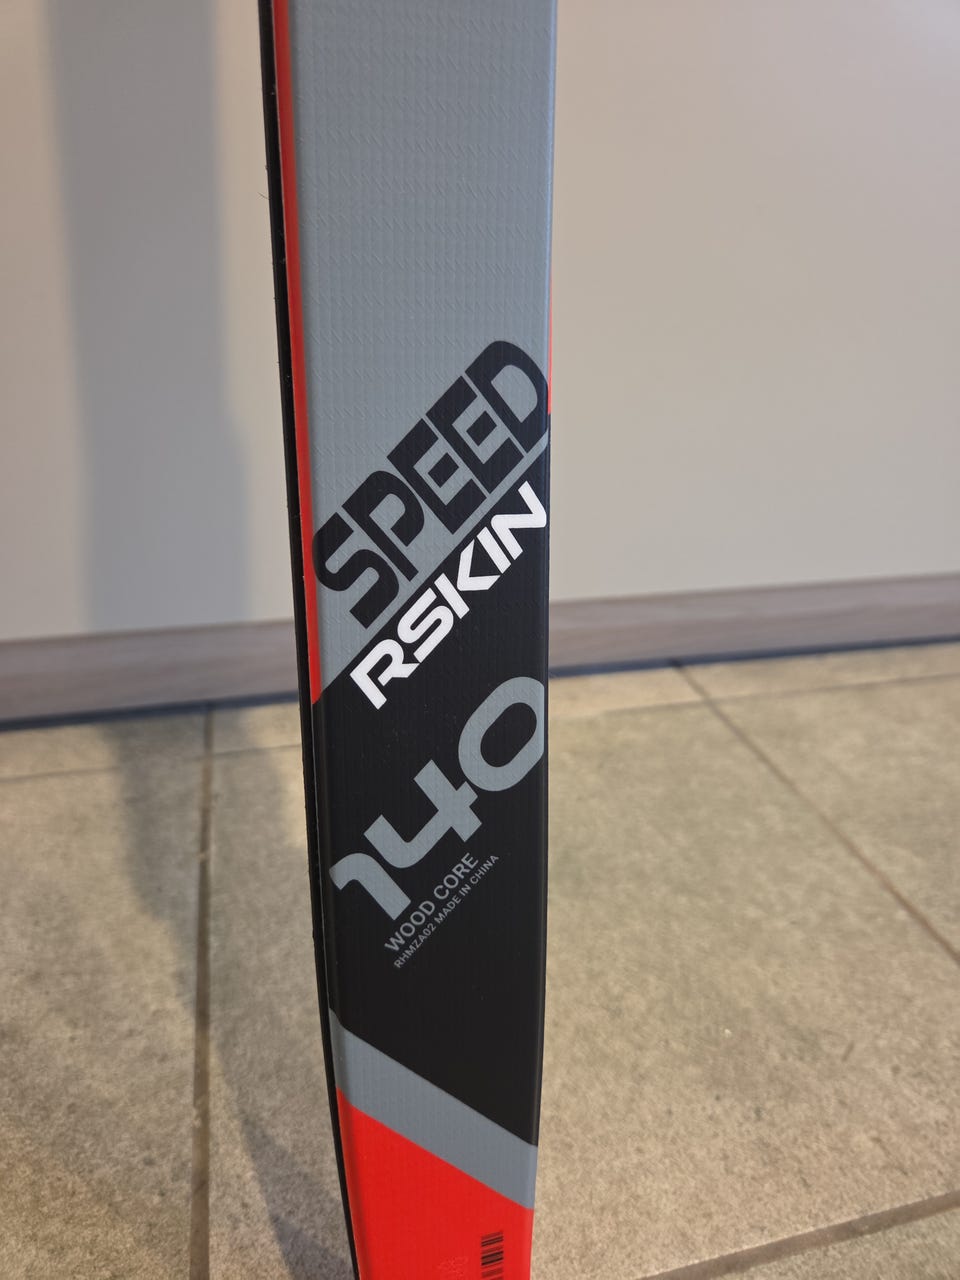 SPEED
RSKIN
140
WOOD CORE
RHMZA02 MADE IN CHINA